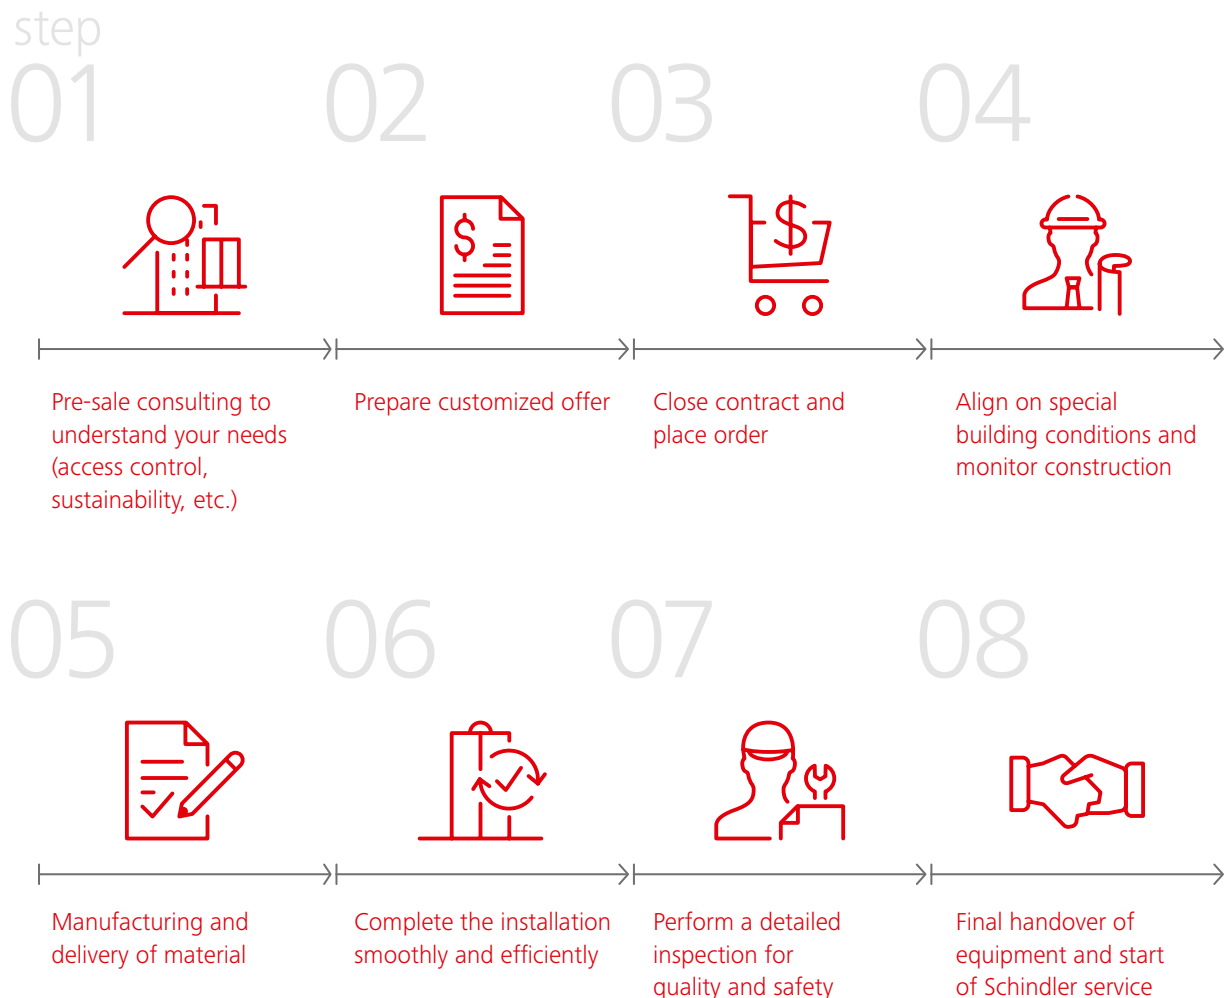 step
01
02
03
04
$
$
Pre-sale consulting to
understand your needs
(access control,
sustainability, etc.)
Prepare customized offer
Close contract and
place order
Align on special
building conditions and
monitor construction
05
06
07
08
Manufacturing and
delivery of material
Complete the installation
smoothly and efficiently
Perform a detailed
inspection for
quality and safety
Final handover of
equipment and start
of Schindler service